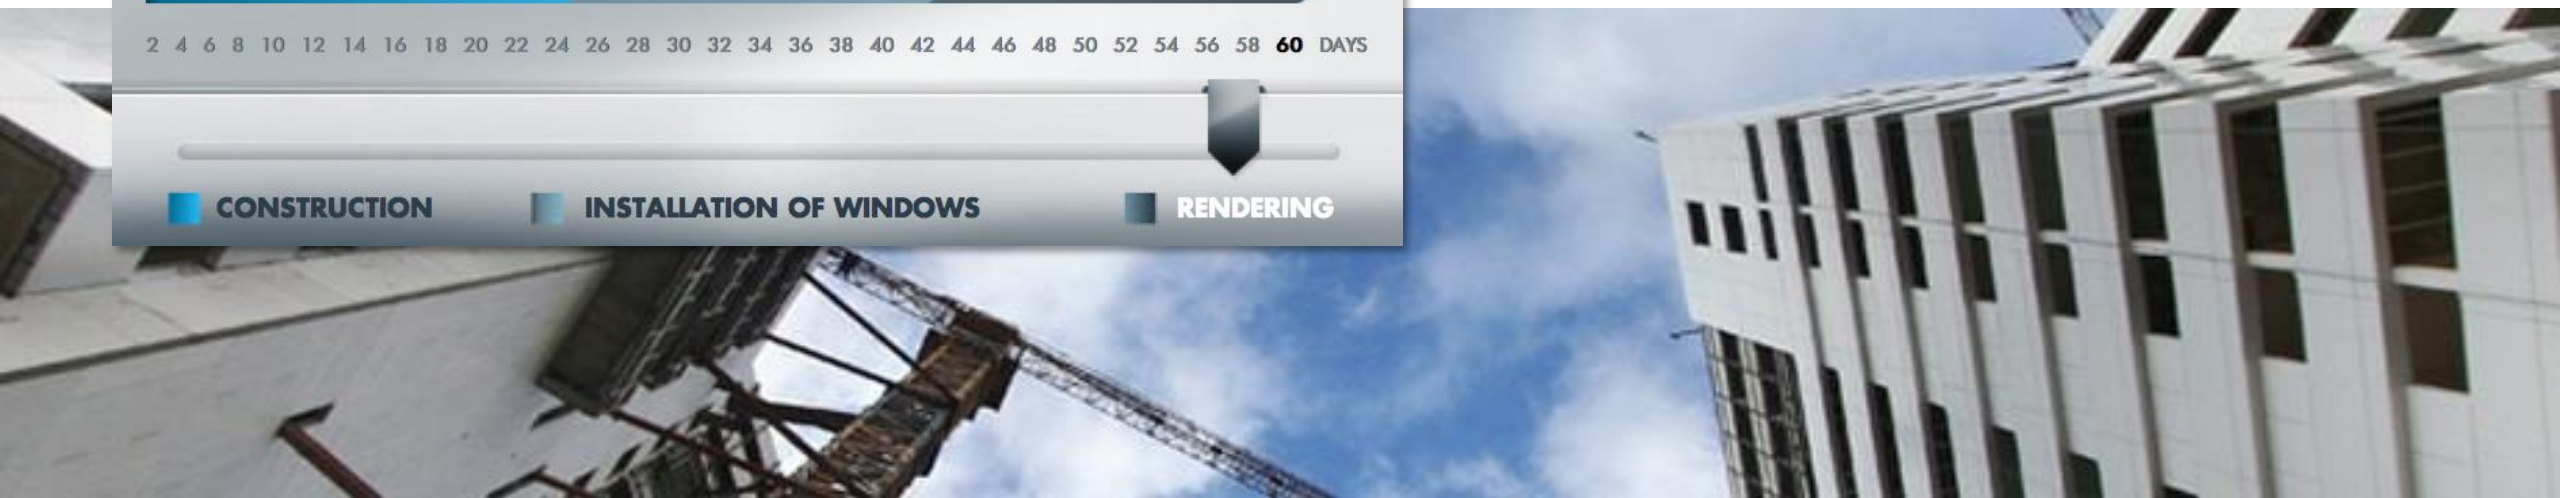 2 4 6 8 10 12 14 16 18 20 22 24 26 28 30 32 34 36 38 40 42 44 46 48 50 52 54 56 58 60 DAYS
CONSTRUCTION INSTALLATION OF WINDOWS RENDERING